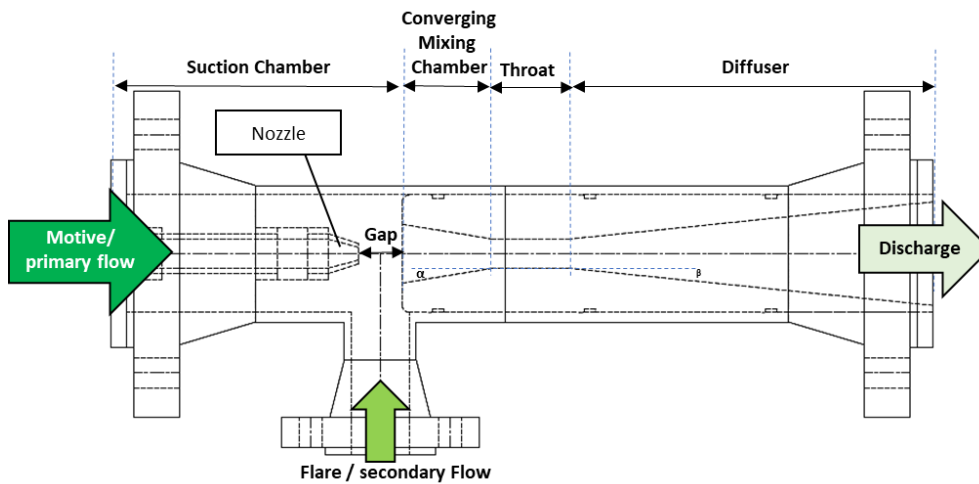 Converging
Mixing
Chamber
Suction Chamber
Throat
Diffuser
Nozzle
Motive/
primary flow
Gap
Discharge
α
β
Flare / secondary Flow